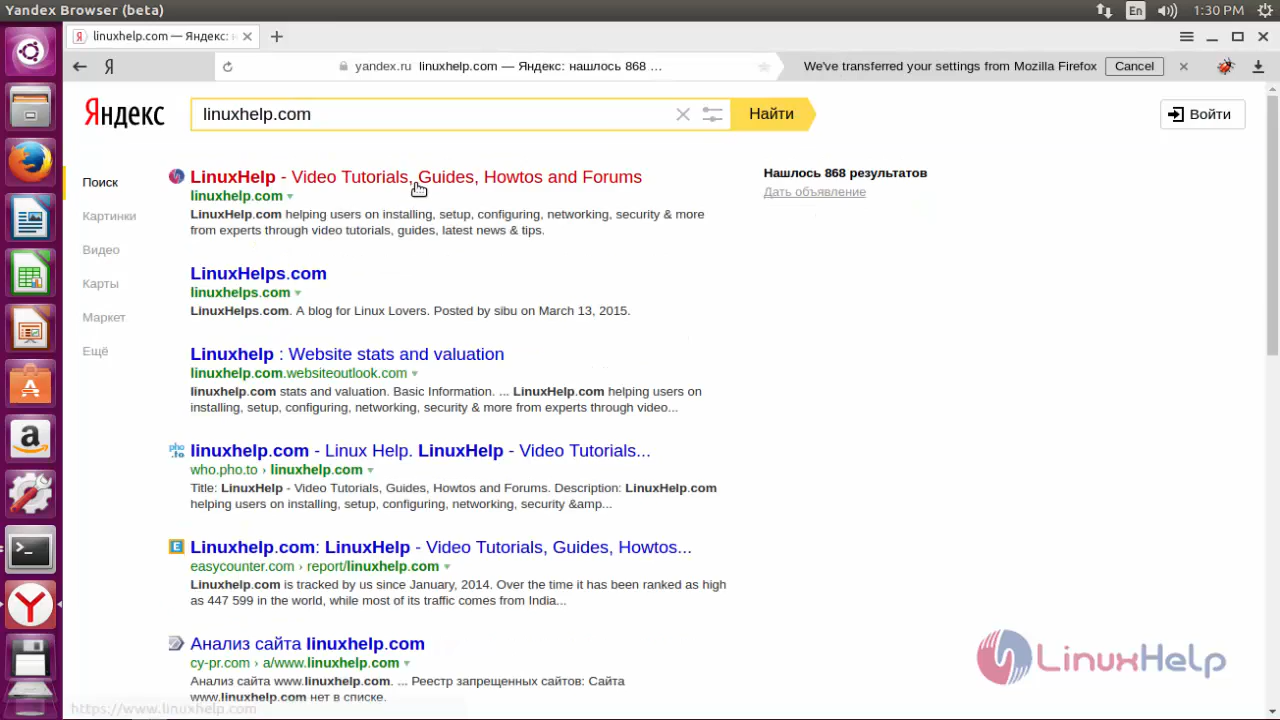 Yandex Browser (beta)
En
1:30 PM
linuxhelp.com — Яндекс: н
Я
yandex.ru linuxhelp.com — Яндекс: нашлось 868 ...
We've transferred your settings from Mozilla Firefox
Cancel
Яндекс
linuxhelp.com
Найти
Войти
Поиск
Картинки
Видео
Карты
Маркет
Ещё
LinuxHelp - Video Tutorials, Guides, Howtos and Forums
linuxhelp.com
LinuxHelp.com helping users on installing, setup, configuring, networking, security & more
from experts through video tutorials, guides, latest news & tips.
LinuxHelps.com
linuxhelps.com
LinuxHelps.com. A blog for Linux Lovers. Posted by sibu on March 13, 2015.
Linuxhelp : Website stats and valuation
linuxhelp.com.websiteoutlook.com
linuxhelp.com stats and valuation. Basic Information. ... LinuxHelp.com helping users on
installing, setup, configuring, networking, security & more from experts through video...
pho.to
linuxhelp.com - Linux Help. LinuxHelp - Video Tutorials...
who.pho.to › linuxhelp.com
Title: LinuxHelp - Video Tutorials, Guides, Howtos and Forums. Description: LinuxHelp.com
helping users on installing, setup, configuring, networking, security &amp...
E
Linuxhelp.com: LinuxHelp - Video Tutorials, Guides, Howtos...
easycounter.com › report/linuxhelp.com
Linuxhelp.com is tracked by us since January, 2014. Over the time it has been ranked as high
as 447 599 in the world, while most of its traffic comes from India...
Анализ сайта linuxhelp.com
cy-pr.com › a/www.linuxhelp.com
Анализ сайта www.linuxhelp.com. ... Реестр запрещенных сайтов: Сайта
www.linuxhelp.com нет в списке.
https://www.linuxhelp.com
Нашлось 868 результатов
Дать объявление
LinuxHelp